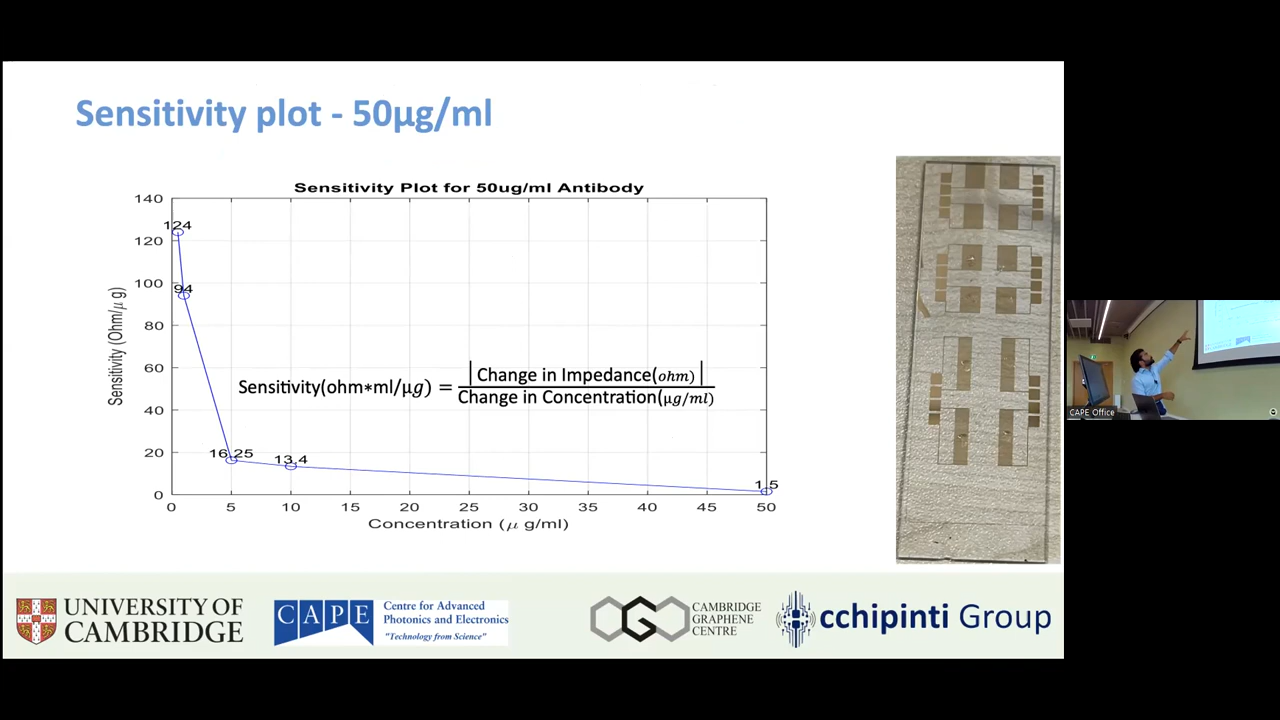 Sensitivity plot - 50µg/ml
Sensitivity Plot for 50ug/ml Antibody
Sensitivity (Ohm/µ g)
140
120
100
80
60
40
20
0
124
94
16.25
13.4
1.5
Sensitivity(ohm*ml/µg) = |Change in Impedance(ohm)| / Change in Concentration(µg/ml)
0 5 10 15 20 25 30 35 40 45 50
Concentration (µ g/ml)
UNIVERSITY OF
CAMBRIDGE
CAPE
Centre for Advanced
Photonics and Electronics
"Technology from Science"
CAMBRIDGE
GRAPHENE
CENTRE
cchipinti Group
CAPE Office